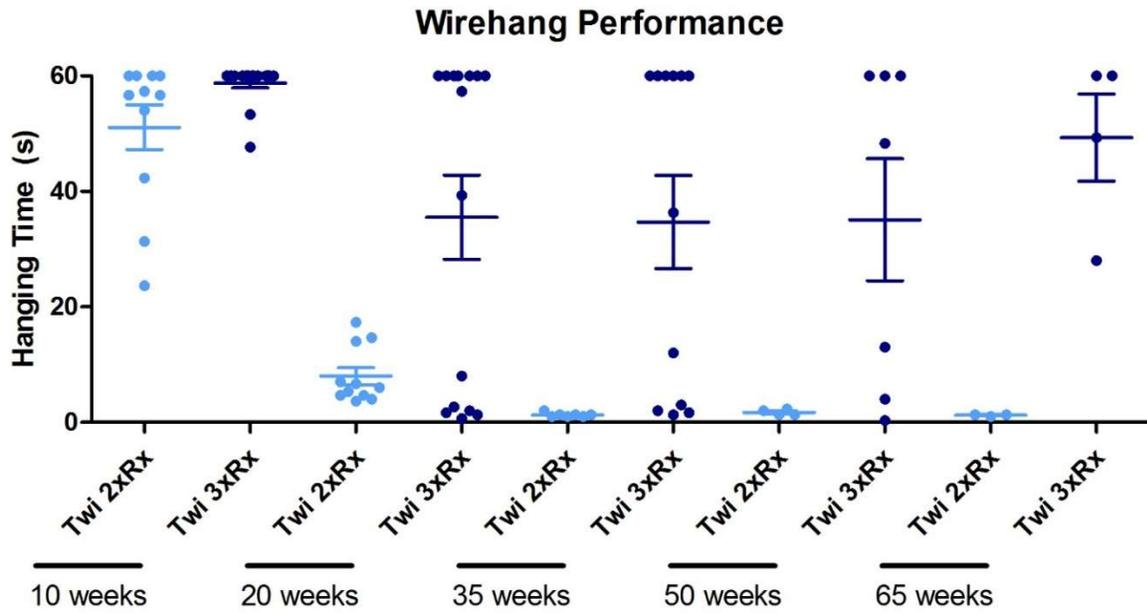 Wirehang Performance
Hanging Time (s)
60
40
20
0
Twi 2xRx
Twi 3xRx
Twi 2xRx
Twi 3xRx
Twi 2xRx
Twi 3xRx
Twi 2xRx
Twi 3xRx
Twi 2xRx
Twi 3xRx
10 weeks
20 weeks
35 weeks
50 weeks
65 weeks